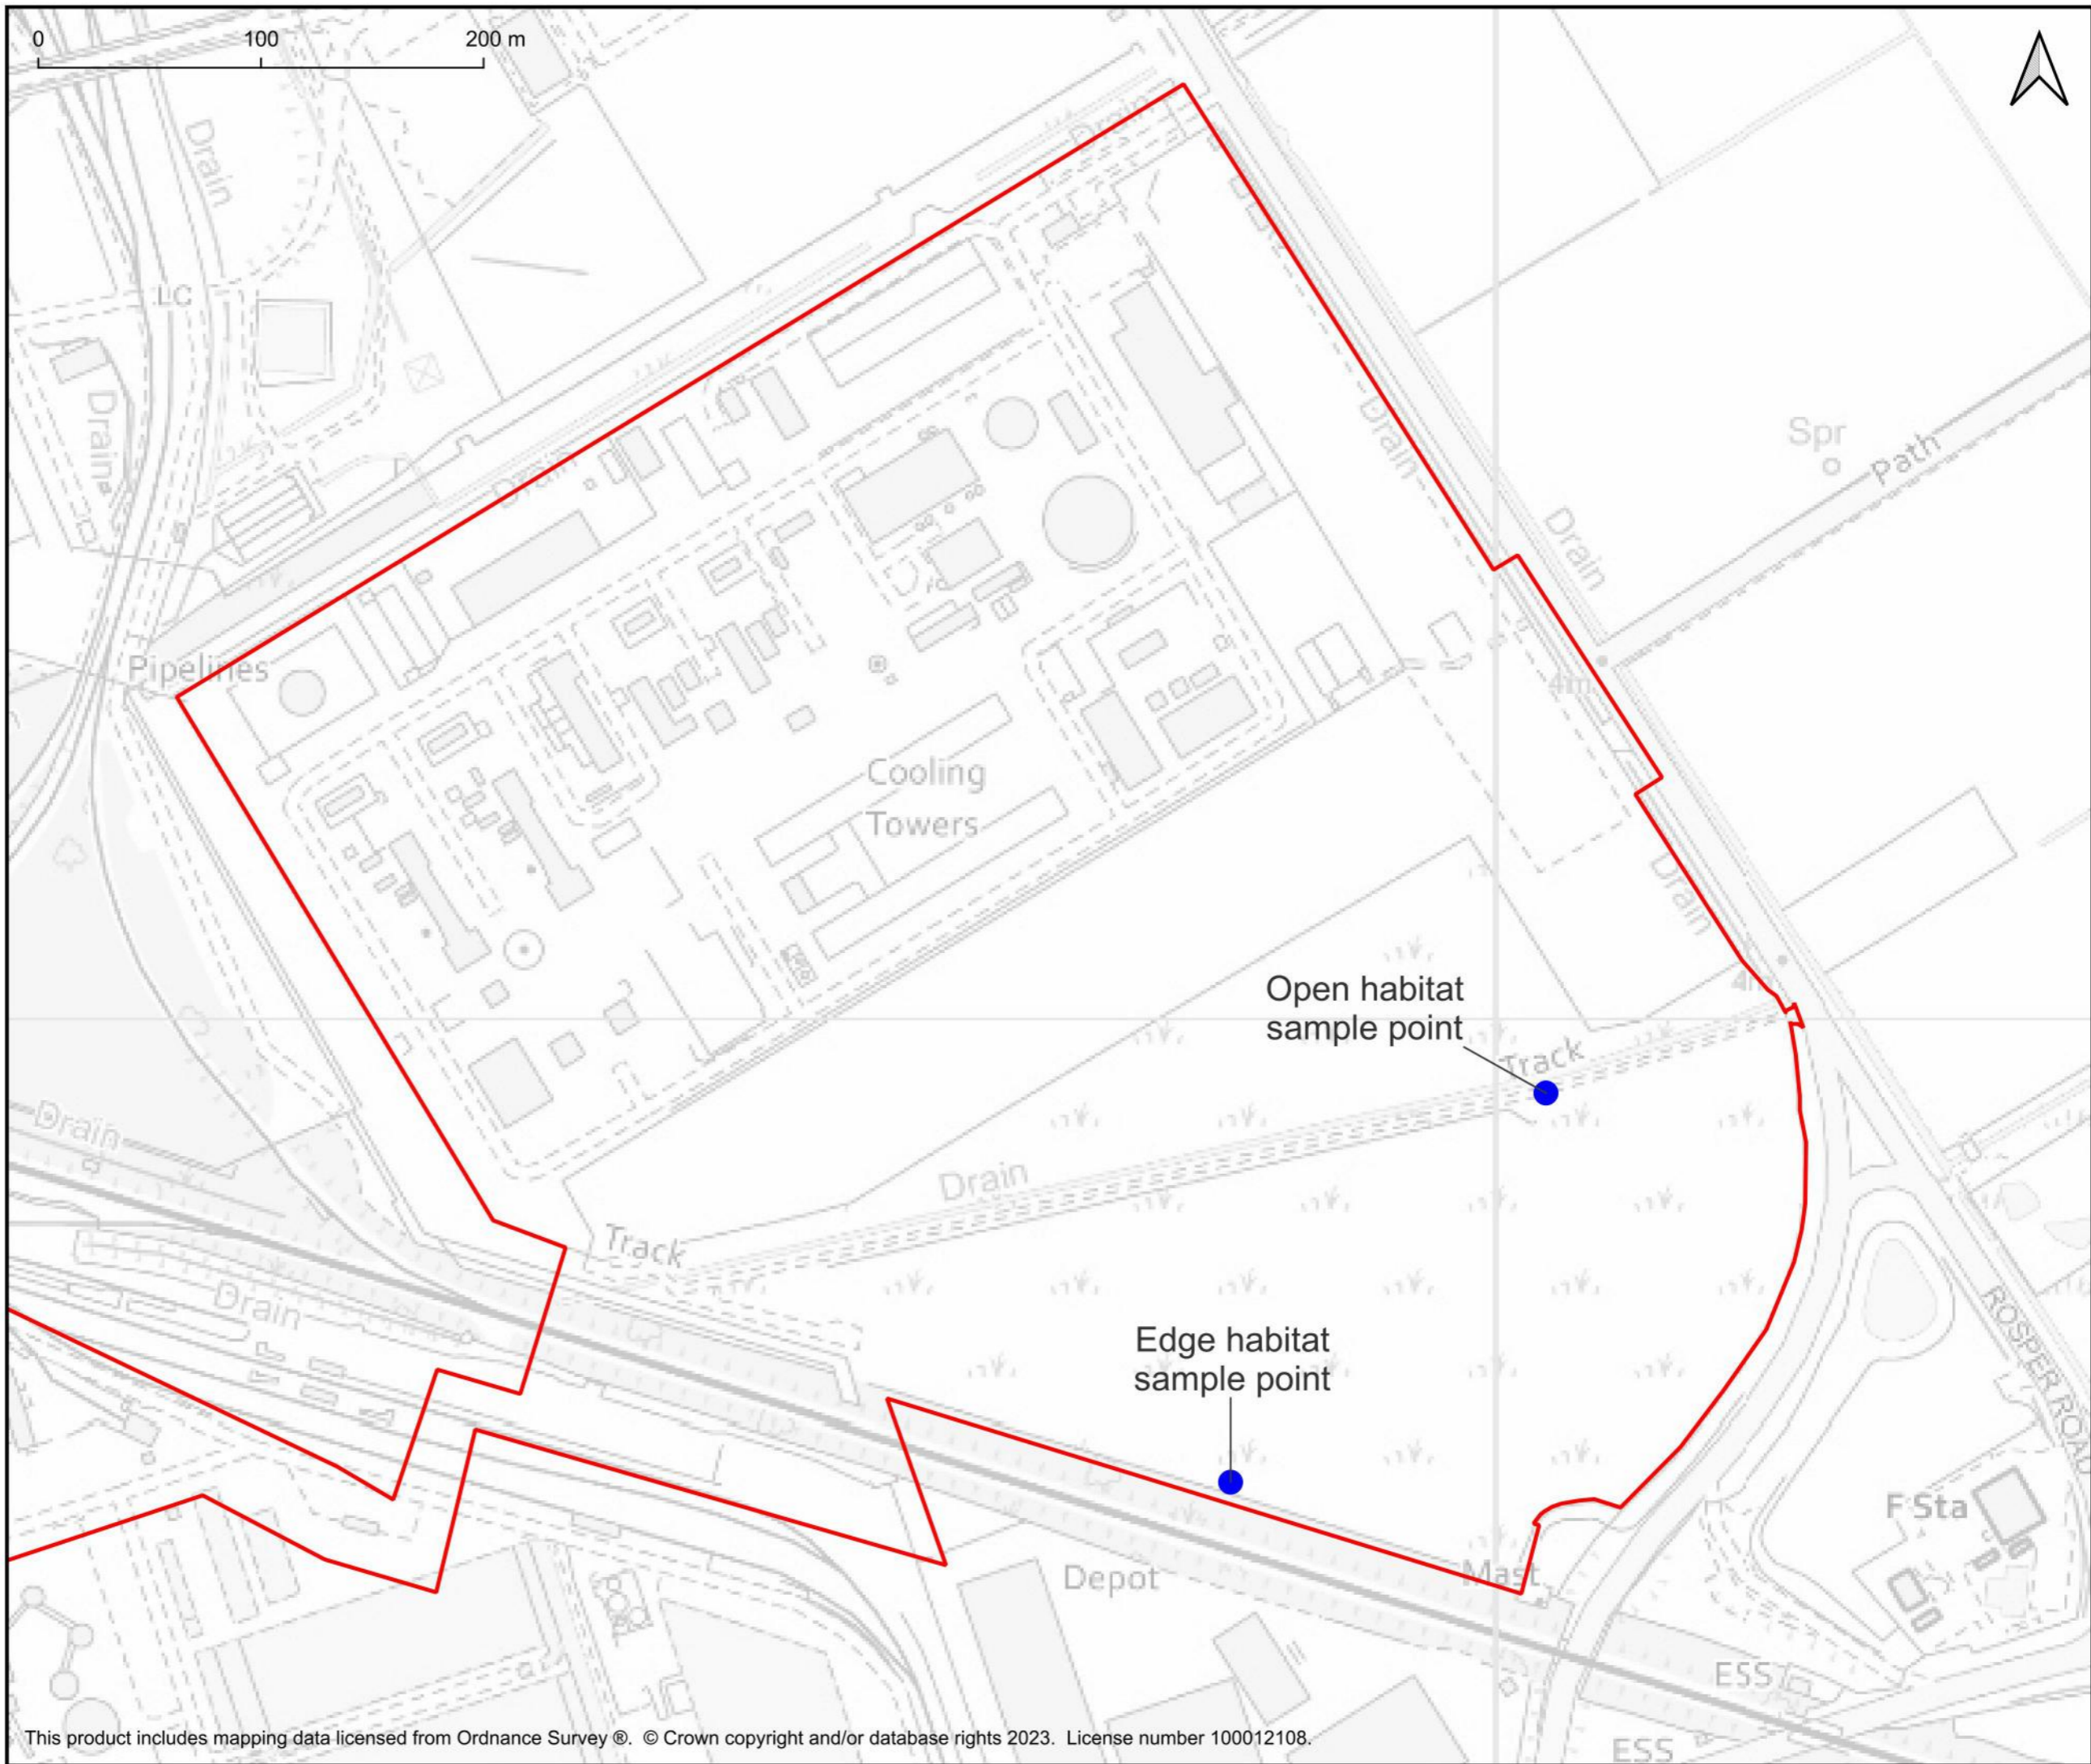 0 100 200 m
Drain
Drain
LC
Drain
Drain
Drain
Spr
Path
Drain
Pipelines
4m
Cooling
Towers
Drain
4m
Open habitat
sample point
Track
Drain
Drain
Track
Drain
Edge habitat
sample point
ROSPER ROAD
F Sta
Depot
Mast
ESS
This product includes mapping data licensed from Ordnance Survey ®. © Crown copyright and/or database rights 2023. License number 100012108.
ESS